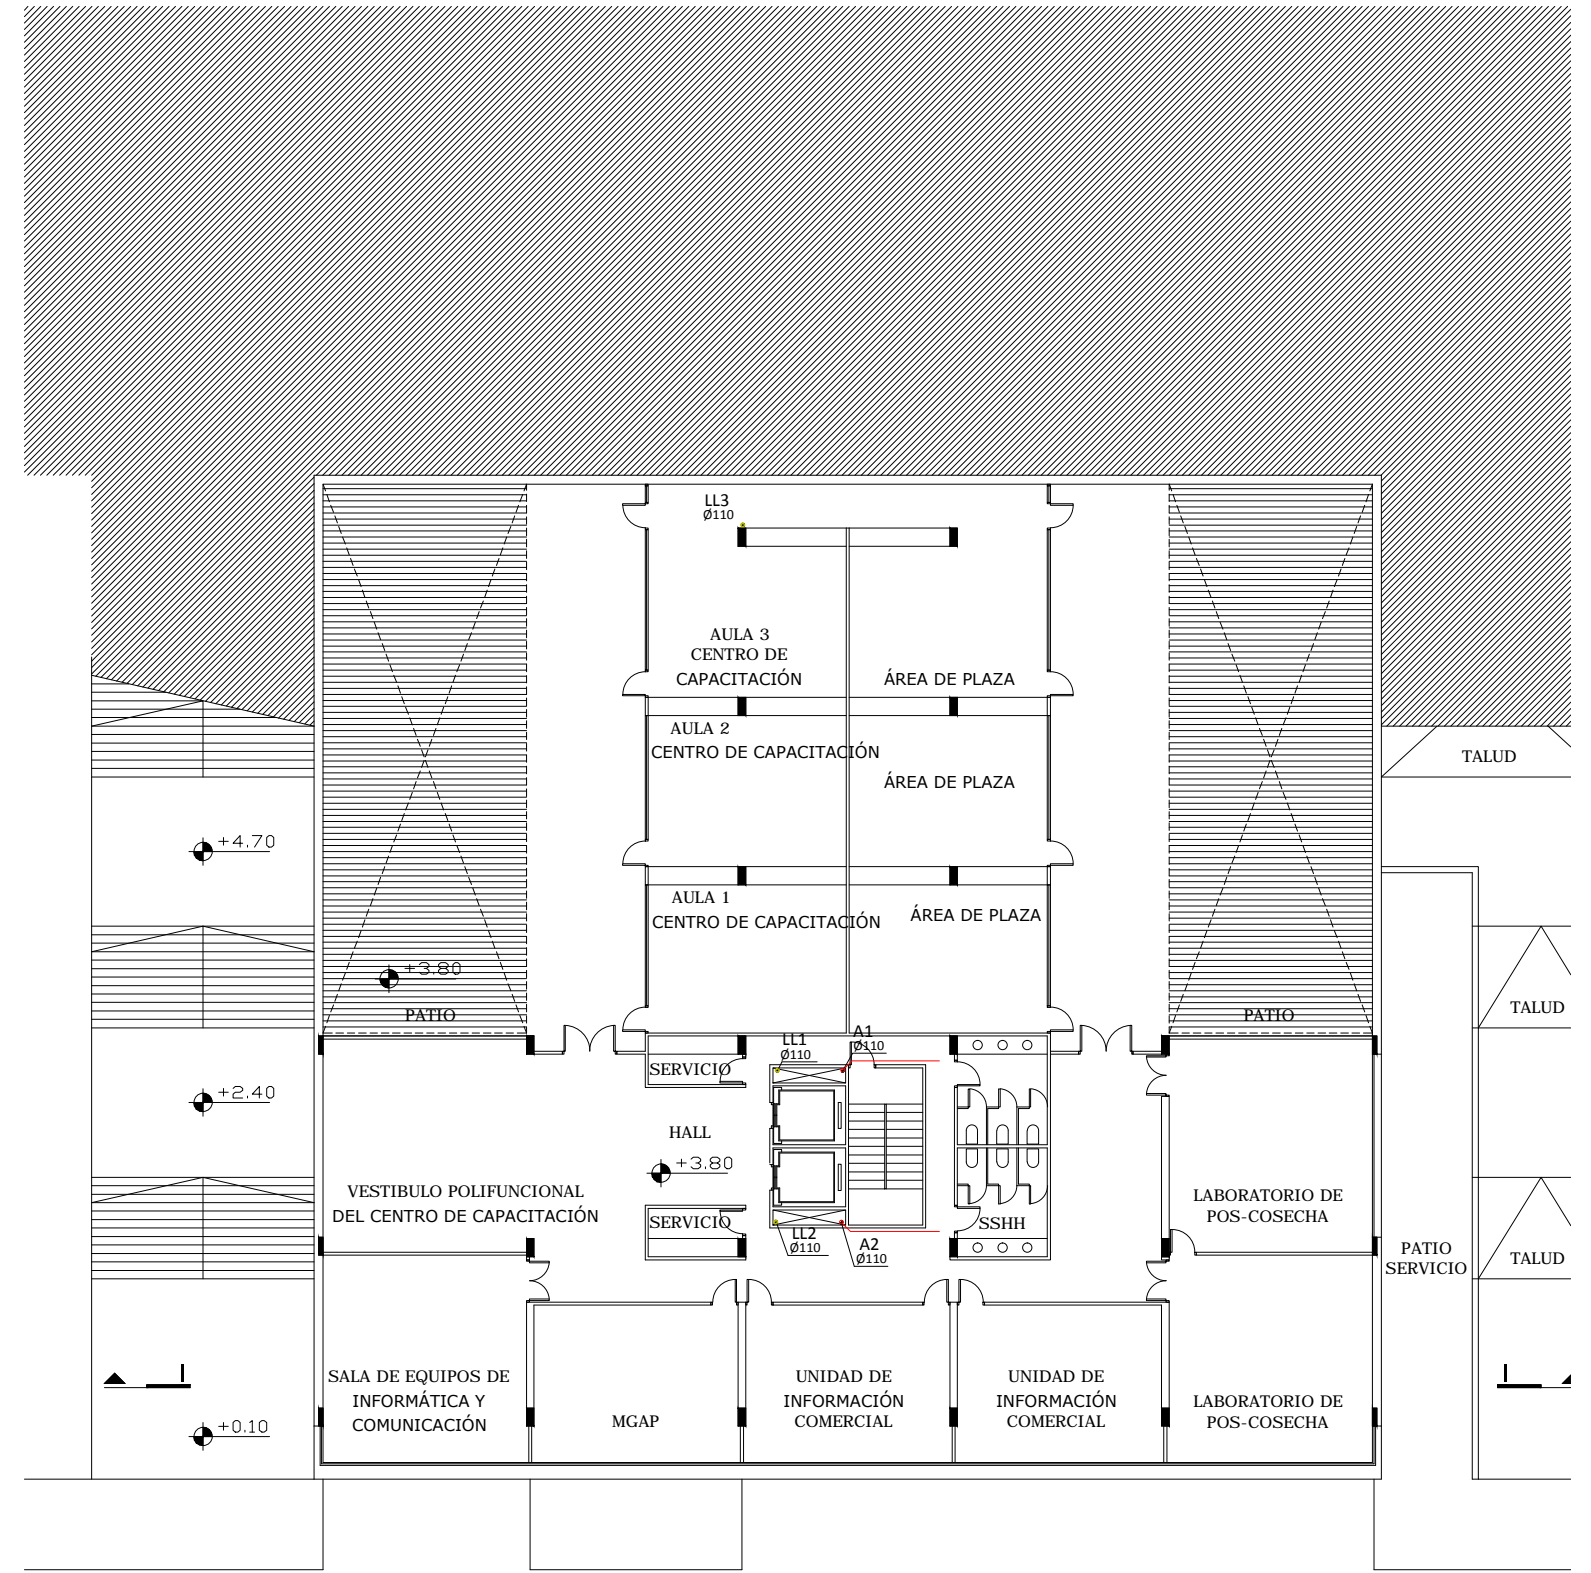 LL3
Ø110
AULA 3
CENTRO DE
CAPACITACIÓN
ÁREA DE PLAZA
AULA 2
CENTRO DE CAPACITACIÓN
ÁREA DE PLAZA
TALUD
+4.70
AULA 1
CENTRO DE CAPACITACIÓN
ÁREA DE PLAZA
+3.80
PATIO
PATIO
TALUD
LL1
Ø110
A1
Ø110
SERVICIO
+2.40
HALL
+3.80
VESTIBULO POLIFUNCIONAL
DEL CENTRO DE CAPACITACIÓN
SERVICIO
LL2
Ø110
A2
Ø110
SSHH
LABORATORIO DE
POS-COSECHA
PATIO
SERVICIO
TALUD
SALA DE EQUIPOS DE
INFORMÁTICA Y
COMUNICACIÓN
MGAP
UNIDAD DE
INFORMACIÓN
COMERCIAL
UNIDAD DE
INFORMACIÓN
COMERCIAL
LABORATORIO DE
POS-COSECHA
I
I
+0.10